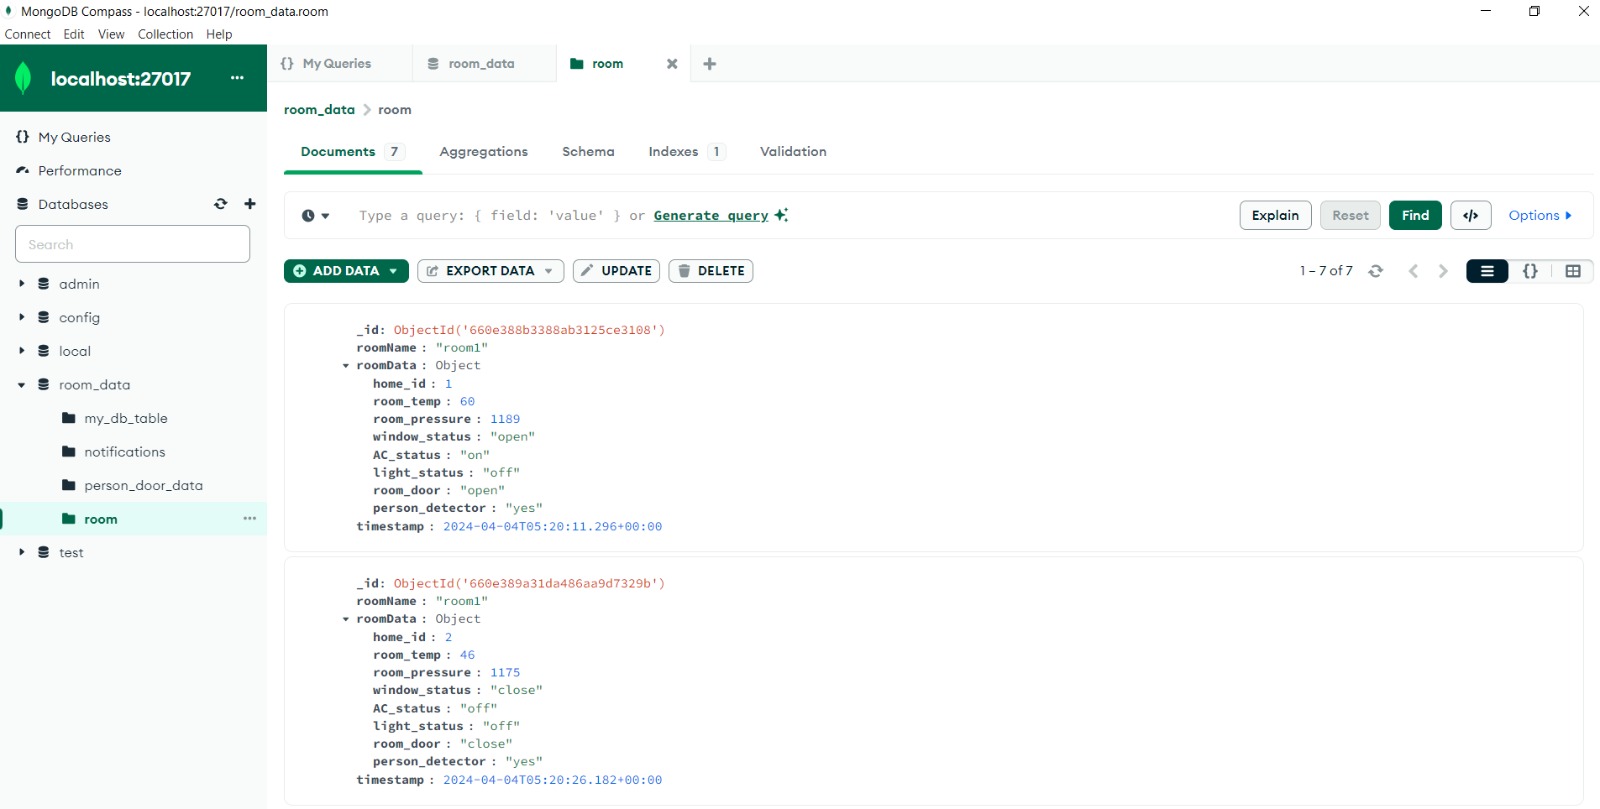 MongoDB Compass - localhost:27017/room_data.room
Connect Edit View Collection Help
localhost:27017 ...
{} My Queries
Performance
Databases
Search
admin
config
local
room_data
my_db_table
notifications
person_door_data
room ...
test
{} My Queries room_data room
room_data > room
Documents 7 Aggregations Schema Indexes 1 Validation
Type a query: { field: 'value' } or Generate query
Explain Reset Find </> Options
ADD DATA EXPORT DATA UPDATE DELETE
1 – 7 of 7 {}
_id: ObjectId('660e388b3388ab3125ce3108')
roomName : "room1"
roomData : Object
home_id : 1
room_temp : 60
room_pressure : 1189
window_status : "open"
AC_status : "on"
light_status : "off"
room_door : "open"
person_detector : "yes"
timestamp : 2024-04-04T05:20:11.296+00:00
_id: ObjectId('660e389a31da486aa9d7329b')
roomName : "room1"
roomData : Object
home_id : 2
room_temp : 46
room_pressure : 1175
window_status : "close"
AC_status : "off"
light_status : "off"
room_door : "close"
person_detector : "yes"
timestamp : 2024-04-04T05:20:26.182+00:00